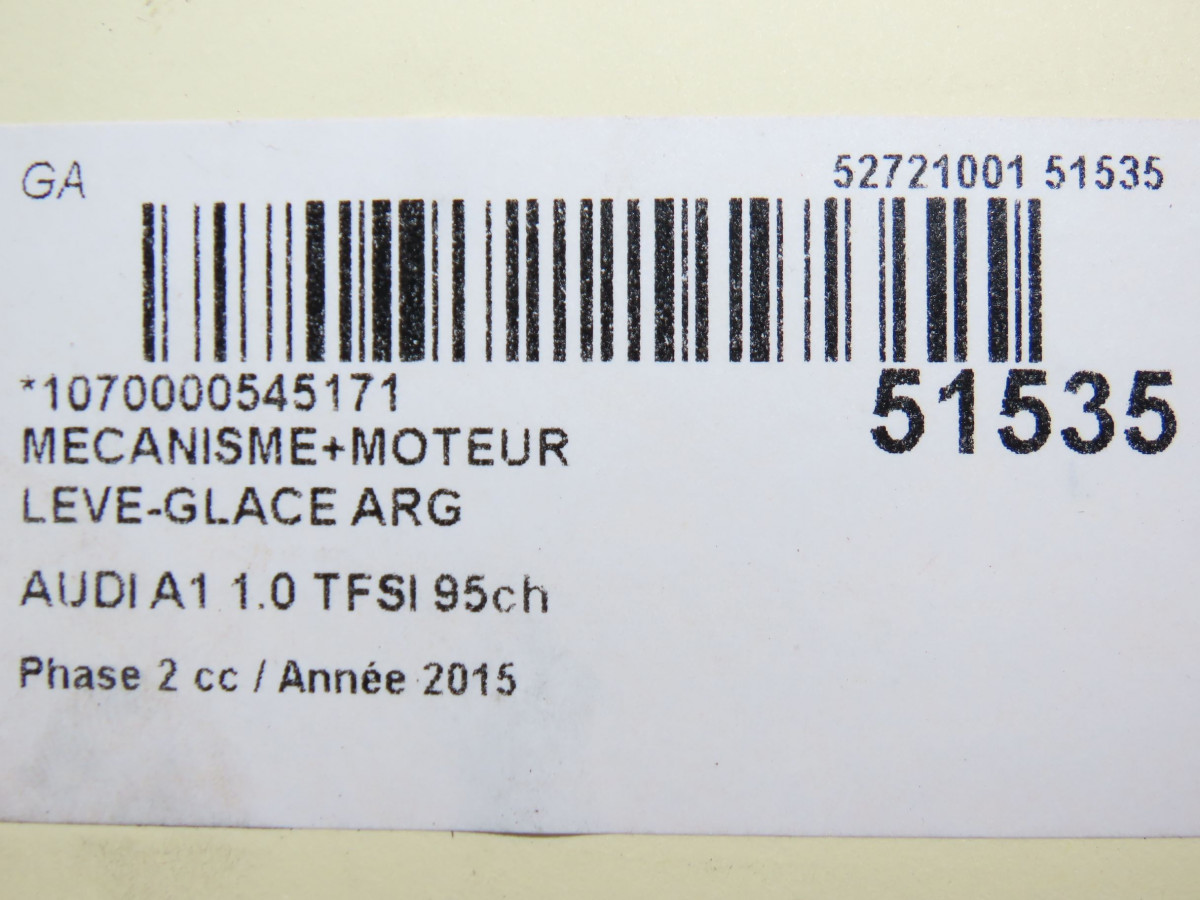 GA
52721001 51535
*1070000545171
51535
MECANISME+MOTEUR
LEVE-GLACE ARG
AUDI A1 1.0 TFSI 95ch
Phase 2 cc / Année 2015